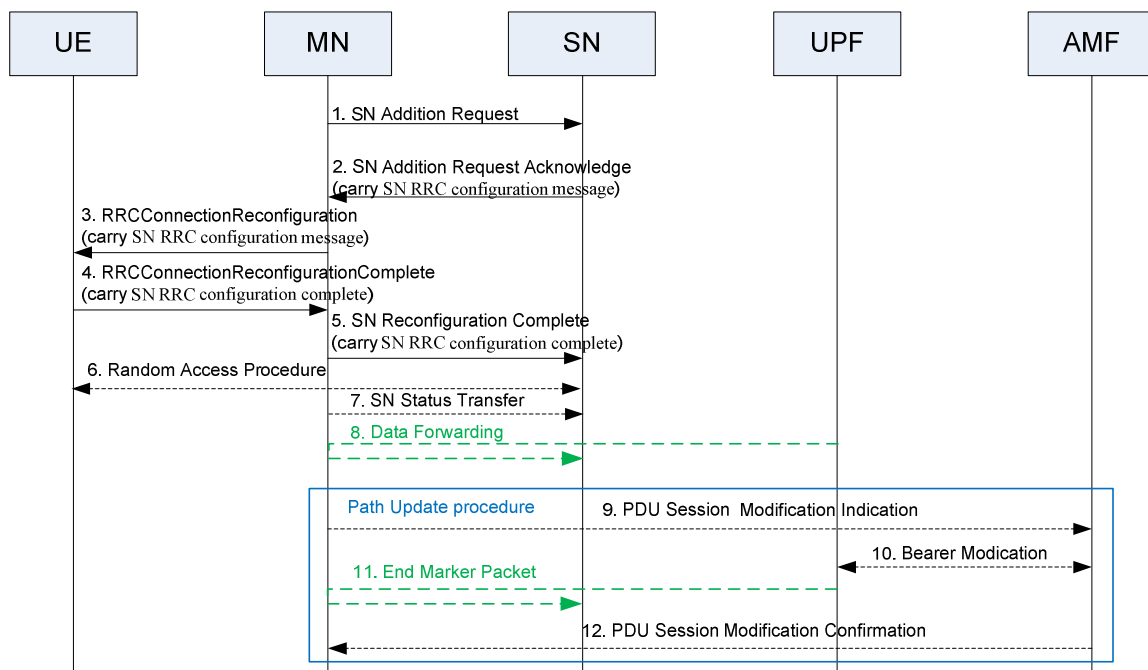 UE
MN
SN
UPF
AMF
1. SN Addition Request
2. SN Addition Request Acknowledge
(carry SN RRC configuration message)
3. RRCConnectionReconfiguration
(carry SN RRC configuration message)
4. RRCConnectionReconfigurationComplete
(carry SN RRC configuration complete)
5. SN Reconfiguration Complete
(carry SN RRC configuration complete)
6. Random Access Procedure
7. SN Status Transfer
8. Data Forwarding
Path Update procedure
9. PDU Session Modification Indication
10. Bearer Modication
11. End Marker Packet
12. PDU Session Modification Confirmation